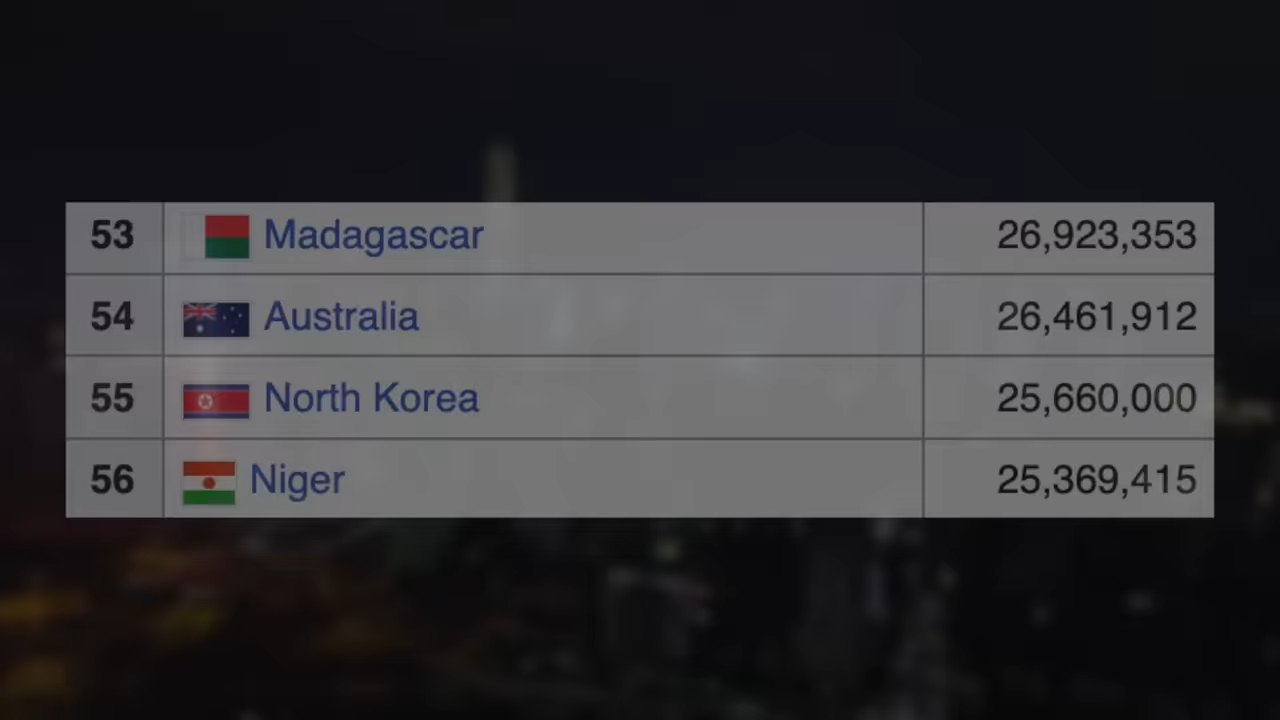 53 Madagascar 26,923,353
54 Australia 26,461,912
55 North Korea 25,660,000
56 Niger 25,369,415